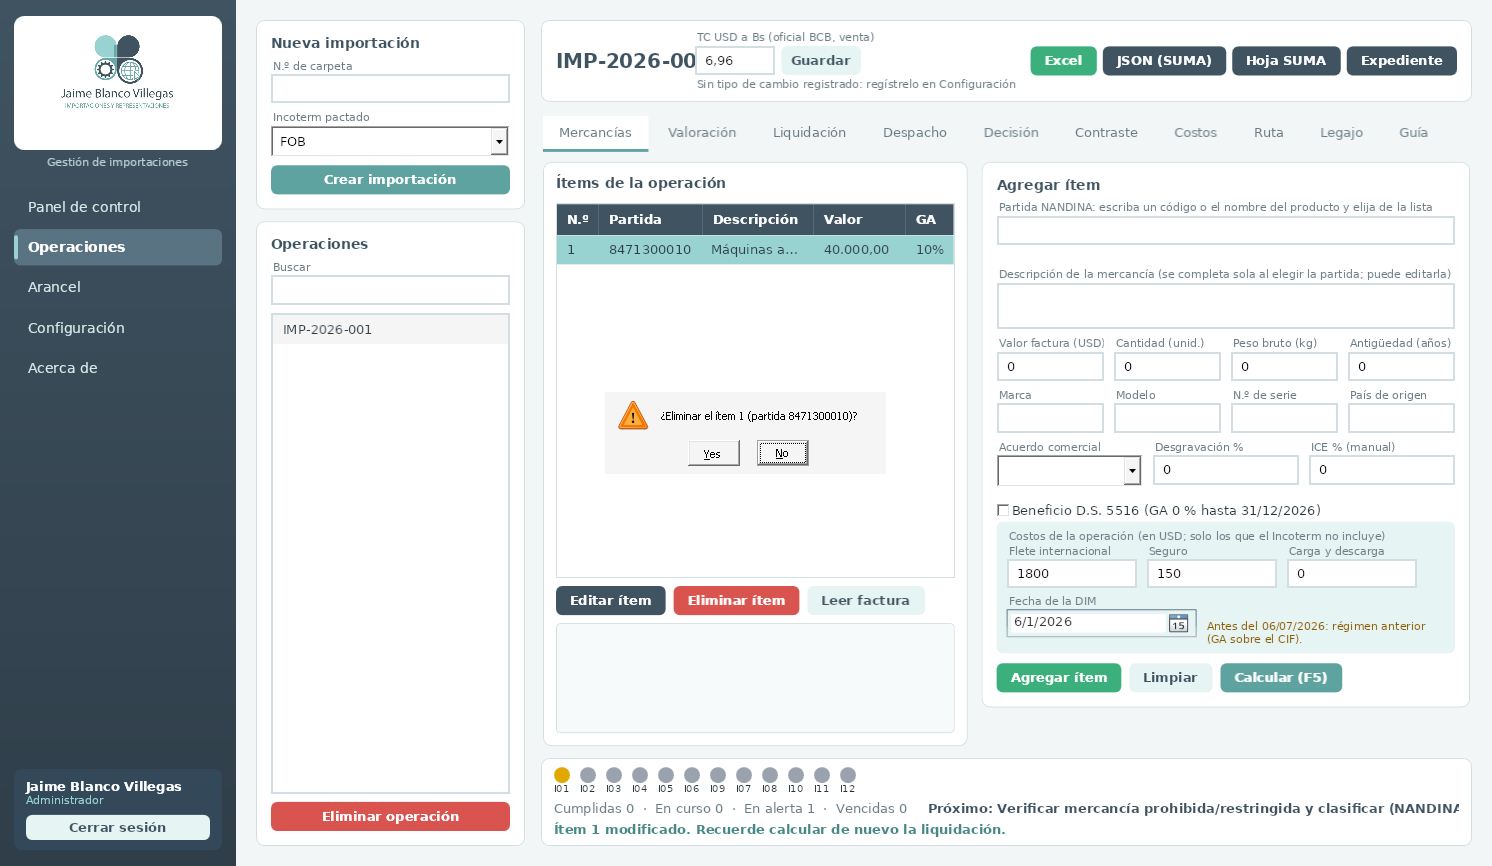 Jaime Blanco Villegas
IMPORTACIONES Y REPRESENTACIONES
Gestión de importaciones
Panel de control
Operaciones
Arancel
Configuración
Acerca de
Jaime Blanco Villegas
Administrador
Cerrar sesión
Nueva importación
N.º de carpeta
Incoterm pactado
FOB
Crear importación
Operaciones
Buscar
IMP-2026-001
Eliminar operación
IMP-2026-00
TC USD a Bs (oficial BCB, venta)
6,96
Guardar
Sin tipo de cambio registrado: regístrelo en Configuración
Excel
JSON (SUMA)
Hoja SUMA
Expediente
Mercancías
Valoración
Liquidación
Despacho
Decisión
Contraste
Costos
Ruta
Legajo
Guía
Ítems de la operación
N.º Partida Descripción Valor GA
1 8471300010 Máquinas a... 40.000,00 10%
¿Eliminar el ítem 1 (partida 8471300010)?
Yes No
Editar ítem
Eliminar ítem
Leer factura
Agregar ítem
Partida NANDINA: escriba un código o el nombre del producto y elija de la lista
Descripción de la mercancía (se completa sola al elegir la partida; puede editarla)
Valor factura (USD) Cantidad (unid.) Peso bruto (kg) Antigüedad (años)
0 0 0 0
Marca Modelo N.º de serie País de origen
Acuerdo comercial Desgravación % ICE % (manual)
0 0
Beneficio D.S. 5516 (GA 0 % hasta 31/12/2026)
Costos de la operación (en USD; solo los que el Incoterm no incluye)
Flete internacional Seguro Carga y descarga
1800 150 0
Fecha de la DIM
6/1/2026
15
Antes del 06/07/2026: régimen anterior
(GA sobre el CIF).
Agregar ítem
Limpiar
Calcular (F5)
I01 I02 I03 I04 I05 I06 I09 I07 I08 I10 I11 I12
Cumplidas 0 · En curso 0 · En alerta 1 · Vencidas 0 Próximo: Verificar mercancía prohibida/restringida y clasificar (NANDINA
Ítem 1 modificado. Recuerde calcular de nuevo la liquidación.